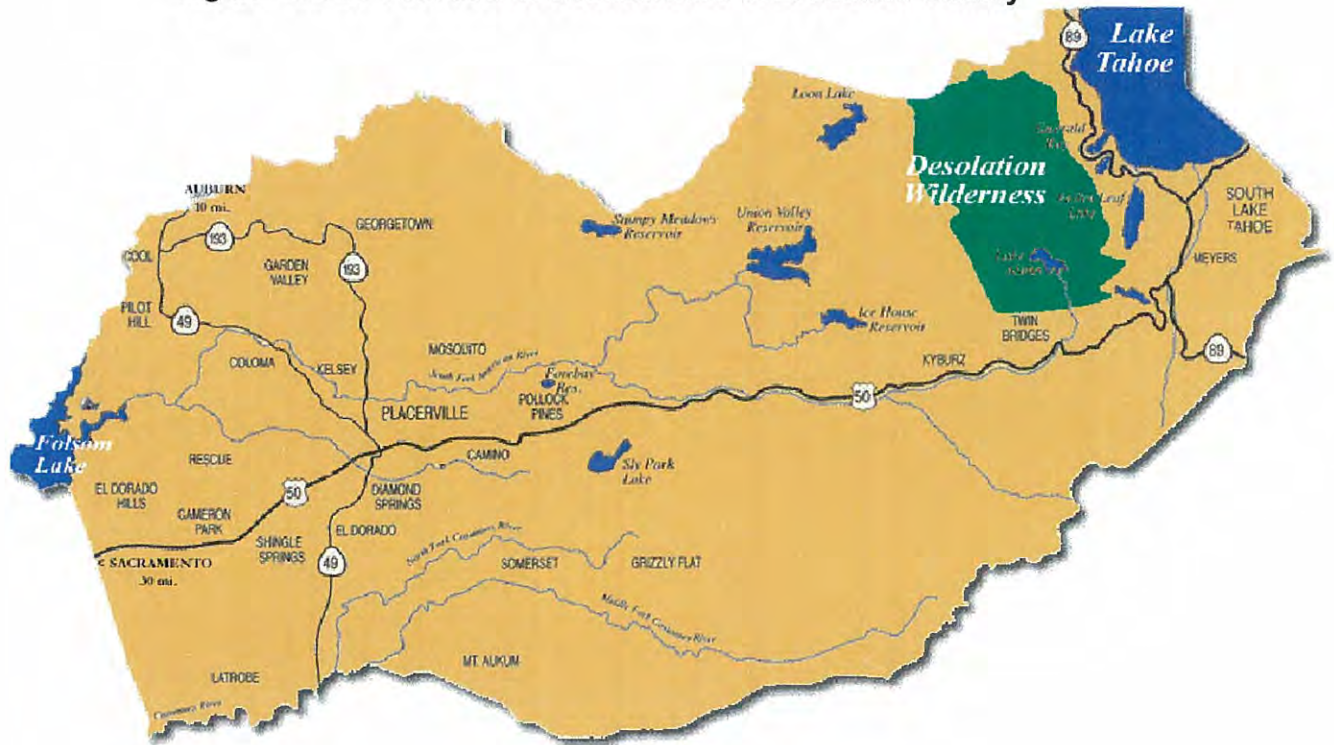 89
Lake
Tahoe
Loon Lake
Desolation
Wilderness
AUBURN
10 mi.
193
GEORGETOWN
Stumpy Meadows
Reservoir
Union Valley
Reservoir
SOUTH
LAKE
TAHOE
COOL
GARDEN
VALLEY
193
MEYERS
PILOT
HILL
49
Ice House
Reservoir
TWIN
BRIDGES
89
COLOMA
KELSEY
MOSQUITO
South Fork American River
KYBURZ
Forebay
Res.
PLACERVILLE
POLLOCK
PINES
50
Folsom
Lake
RESCUE
CAMINO
Sly Park
Lake
EL DORADO
HILLS
50
DIAMOND
SPRINGS
CAMERON
PARK
SHINGLE
SPRINGS
EL DORADO
North Fork Cosumnes River
< SACRAMENTO
30 mi.
49
SOMERSET
GRIZZLY FLAT
Middle Fork Cosumnes River
MT. AUKUM
LATROBE
Cosumnes River